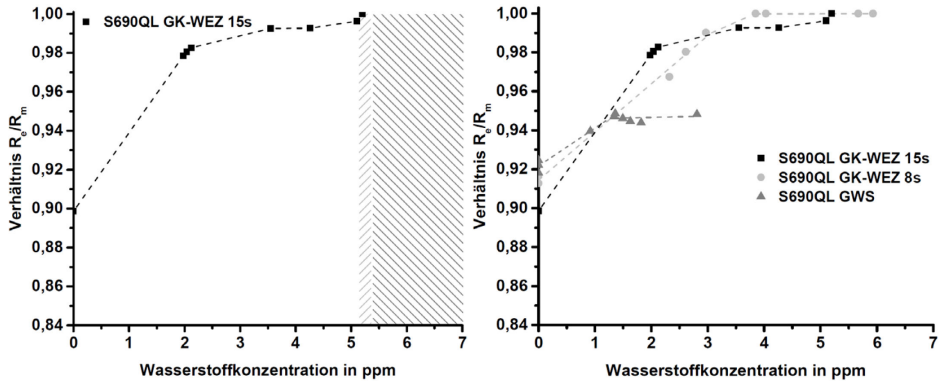 S690QL GK-WEZ 15s
Verhältnis Re/Rm
1,00
0,98
0,96
0,94
0,92
0,90
0,88
0,86
0,84
0 1 2 3 4 5 6 7
Wasserstoffkonzentration in ppm
Verhältnis Re/Rm
1,00
0,98
0,96
0,94
0,92
0,90
0,88
0,86
0,84
S690QL GK-WEZ 15s
S690QL GK-WEZ 8s
S690QL GWS
0 1 2 3 4 5 6 7
Wasserstoffkonzentration in ppm